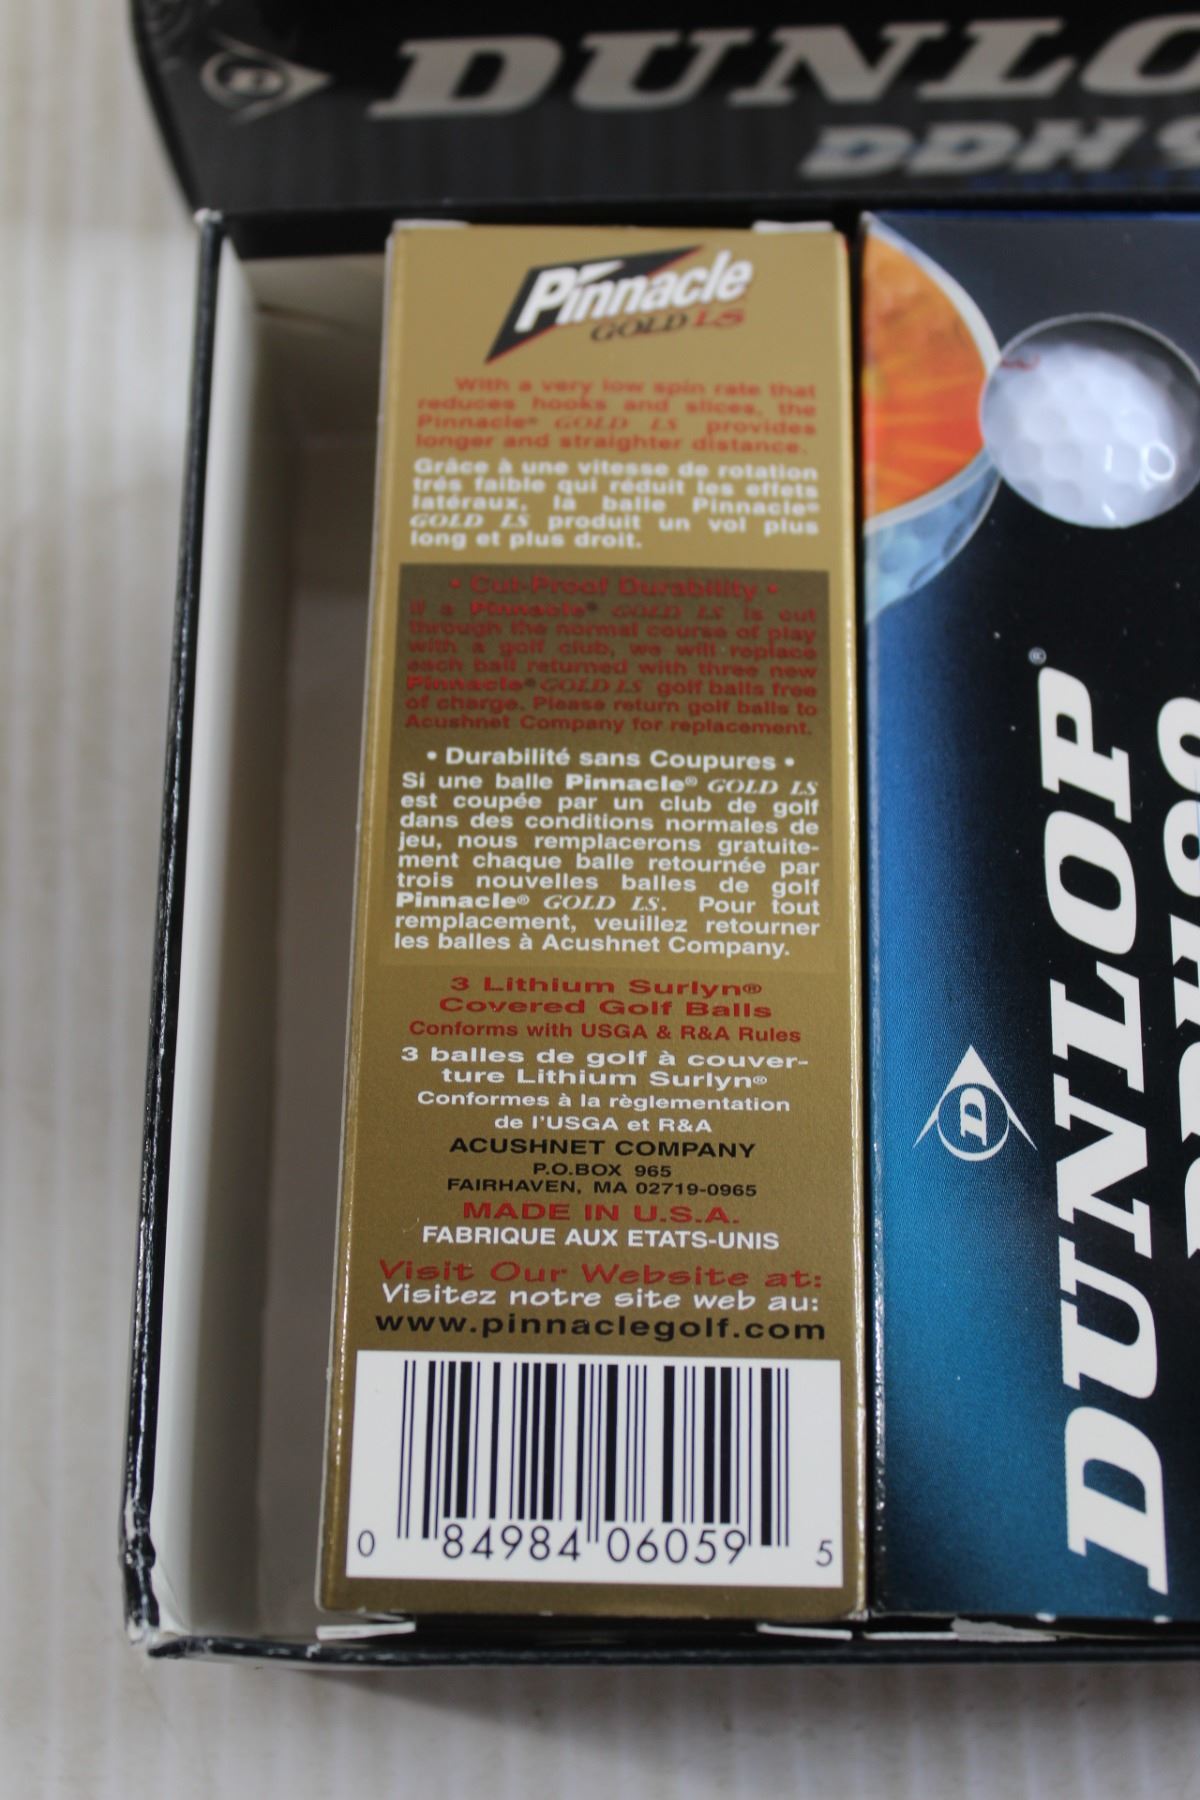 DUNLO
DDH
Pinnacle
GOLD LS
With a very low spin rate that
reduces hooks and slices, the
Pinnacle® GOLD LS provides
longer and straighter distance.
Grâce à une vitesse de rotation
trés faible qui réduit les effets
latéraux, la balle Pinnacle®
GOLD LS produit un vol plus
long et plus droit.
• Cut-Proof Durability •
If a Pinnacle® GOLD LS is cut
through the normal course of play
with a golf club, we will replace
each ball returned with three new
Pinnacle® GOLD LS golf balls free
of charge. Please return golf balls to
Acushnet Company for replacement.
• Durabilité sans Coupures •
Si une balle Pinnacle® GOLD LS
est coupée par un club de golf
dans des conditions normales de
jeu, nous remplacerons gratuite-
ment chaque balle retournée par
trois nouvelles balles de golf
Pinnacle® GOLD LS. Pour tout
remplacement, veuillez retourner
les balles à Acushnet Company.
3 Lithium Surlyn®
Covered Golf Balls
Conforms with USGA & R&A Rules
3 balles de golf à couver-
ture Lithium Surlyn®
Conformes à la règlementation
de l'USGA et R&A
ACUSHNET COMPANY
P.O.BOX 965
FAIRHAVEN, MA 02719-0965
MADE IN U.S.A.
FABRIQUE AUX ETATS-UNIS
Visit Our Website at:
Visitez notre site web au:
www.pinnaclegolf.com
0 84984 06059 5
D DUNLOP®